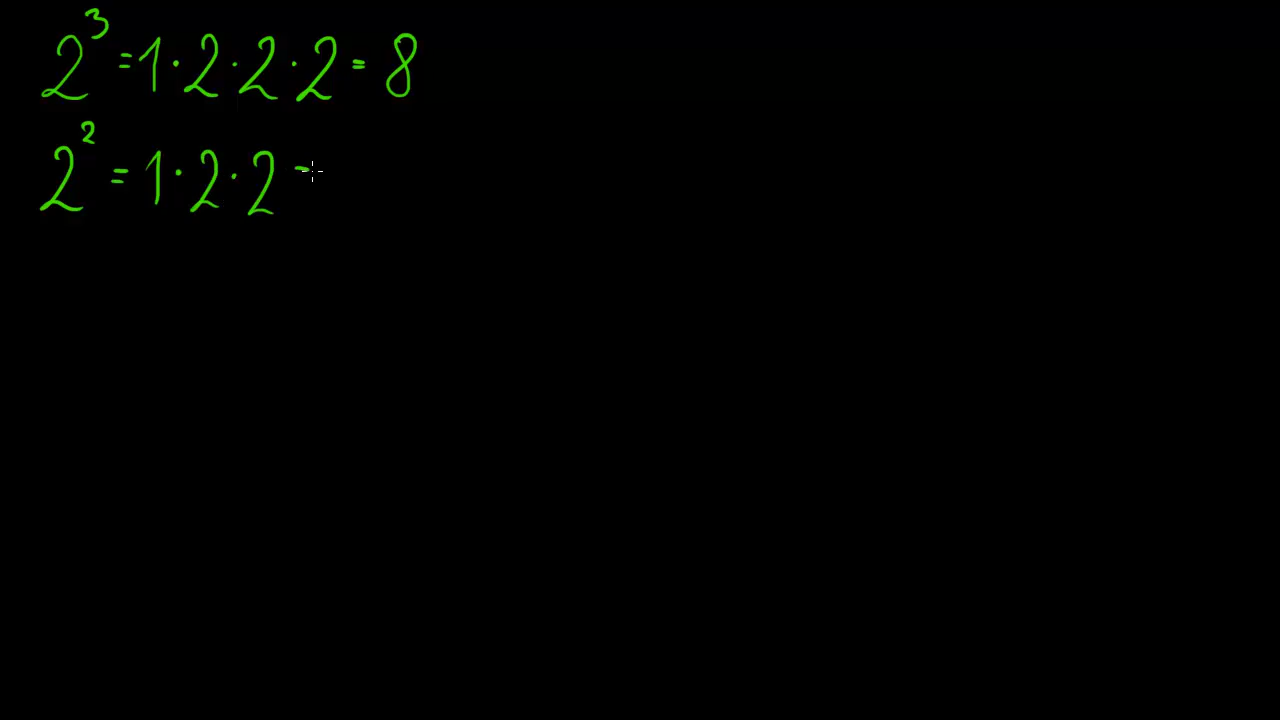 2³ = 1 · 2 · 2 · 2 = 8
2² = 1 · 2 · 2 -